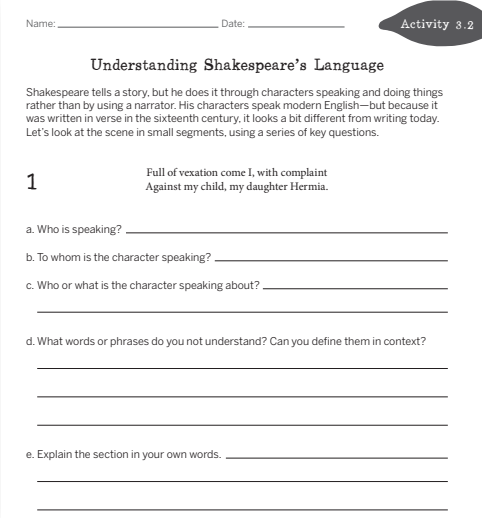 Name: Date: Activity 3.2
Understanding Shakespeare's Language
Shakespeare tells a story, but he does it through characters speaking and doing things
rather than by using a narrator. His characters speak modern English—but because it
was written in verse in the sixteenth century, it looks a bit different from writing today.
Let's look at the scene in small segments, using a series of key questions.
1
Full of vexation come I, with complaint
Against my child, my daughter Hermia.
a. Who is speaking?
b. To whom is the character speaking?
c. Who or what is the character speaking about?
d. What words or phrases do you not understand? Can you define them in context?
e. Explain the section in your own words.